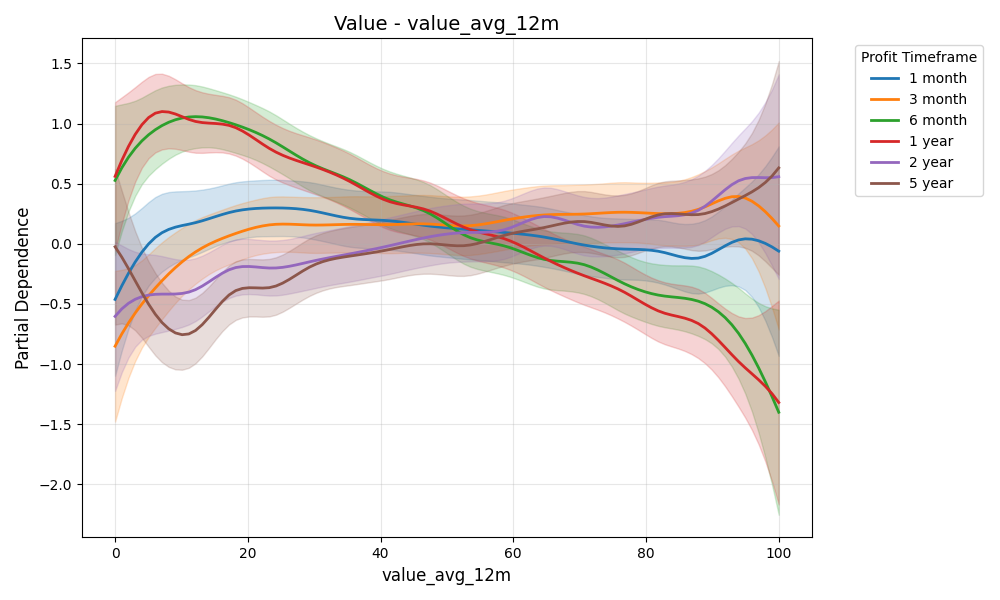 Value - value_avg_12m
Partial Dependence
1.5
1.0
0.5
0.0
−0.5
−1.0
−1.5
−2.0
0
20
40
60
80
100
value_avg_12m
Profit Timeframe
1 month
3 month
6 month
1 year
2 year
5 year